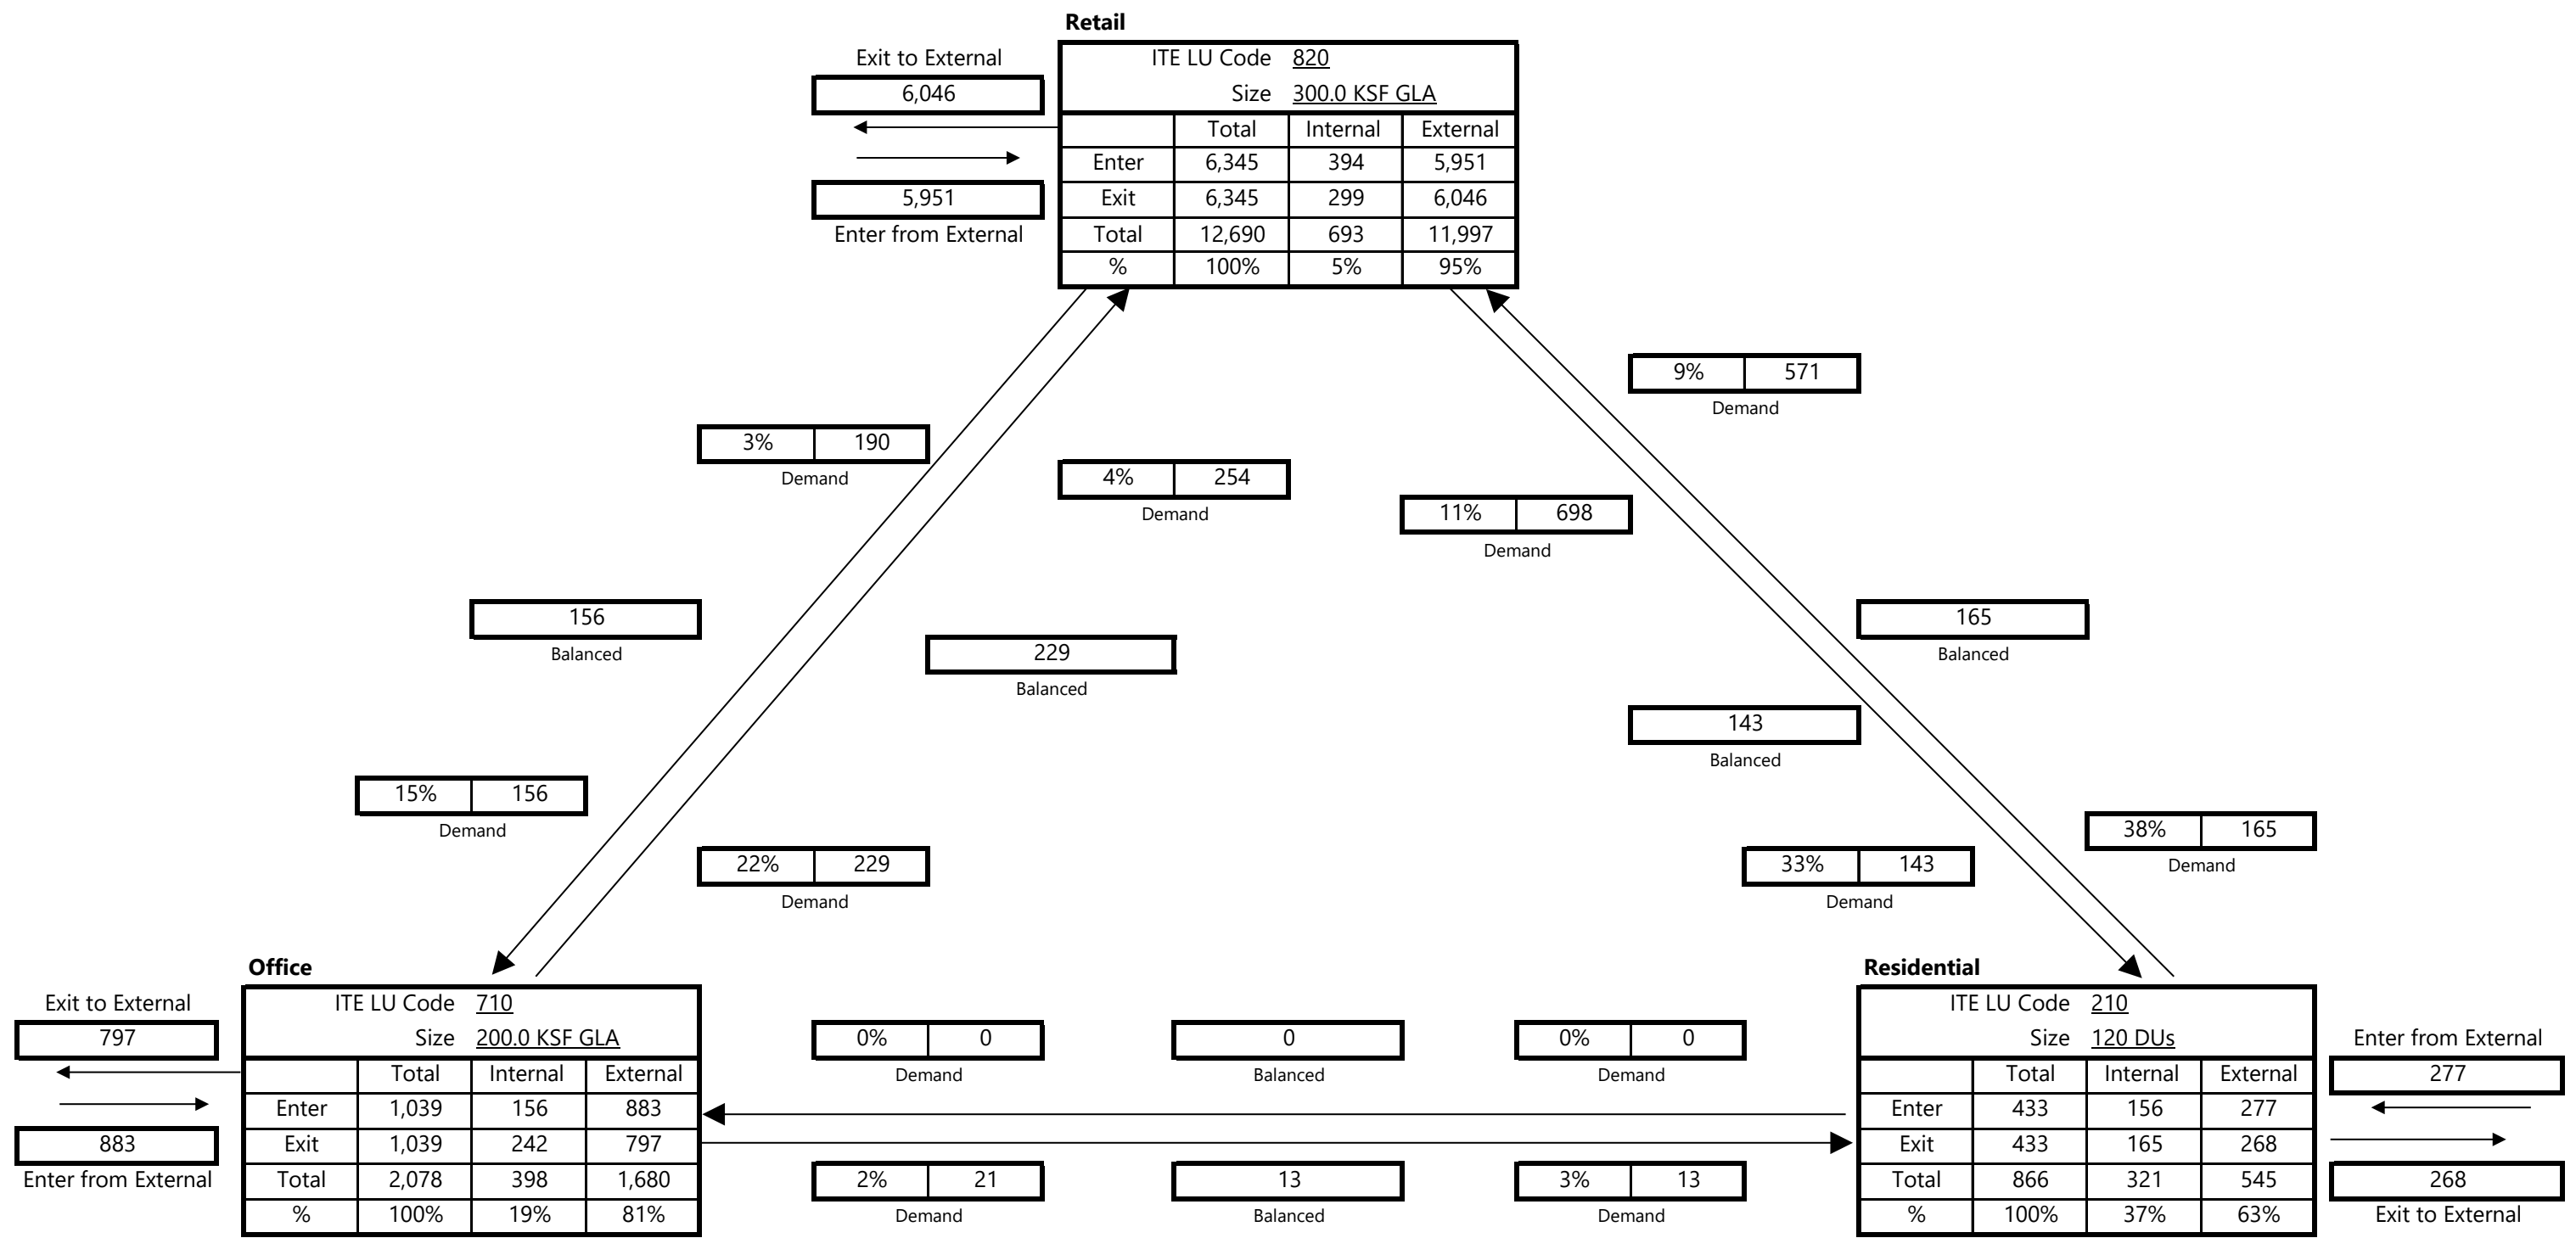 Retail
Exit to External
6,046
5,951
Enter from External
ITE LU Code 820
Size 300.0 KSF GLA
Total Internal External
Enter 6,345 394 5,951
Exit 6,345 299 6,046
Total 12,690 693 11,997
% 100% 5% 95%
9% 571
Demand
3% 190
Demand
4% 254
Demand
11% 698
Demand
156
Balanced
229
Balanced
165
Balanced
143
Balanced
15% 156
Demand
22% 229
Demand
33% 143
Demand
38% 165
Demand
Office
Exit to External
797
883
Enter from External
ITE LU Code 710
Size 200.0 KSF GLA
Total Internal External
Enter 1,039 156 883
Exit 1,039 242 797
Total 2,078 398 1,680
% 100% 19% 81%
0% 0
Demand
0
Balanced
0% 0
Demand
2% 21
Demand
13
Balanced
3% 13
Demand
Residential
ITE LU Code 210
Size 120 DUs
Total Internal External
Enter 433 156 277
Exit 433 165 268
Total 866 321 545
% 100% 37% 63%
Enter from External
277
268
Exit to External